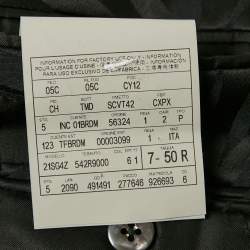 INFORMATION FOR FACTORY USE ONLY - INFORMATION
POUR L'USAGE D'USINE -
USO EXCLUSIVO DE LA FABRICA -
05C 05C CY12
CH TMD SCVT42 CXPX
5 INC 01BRDM 56324 1 2 P
123 TFBRDM 00003099 1 - ITA
21SG4Z 542R9000 6 1 7 - 50 R
5 2090 491491 277646 926693 6